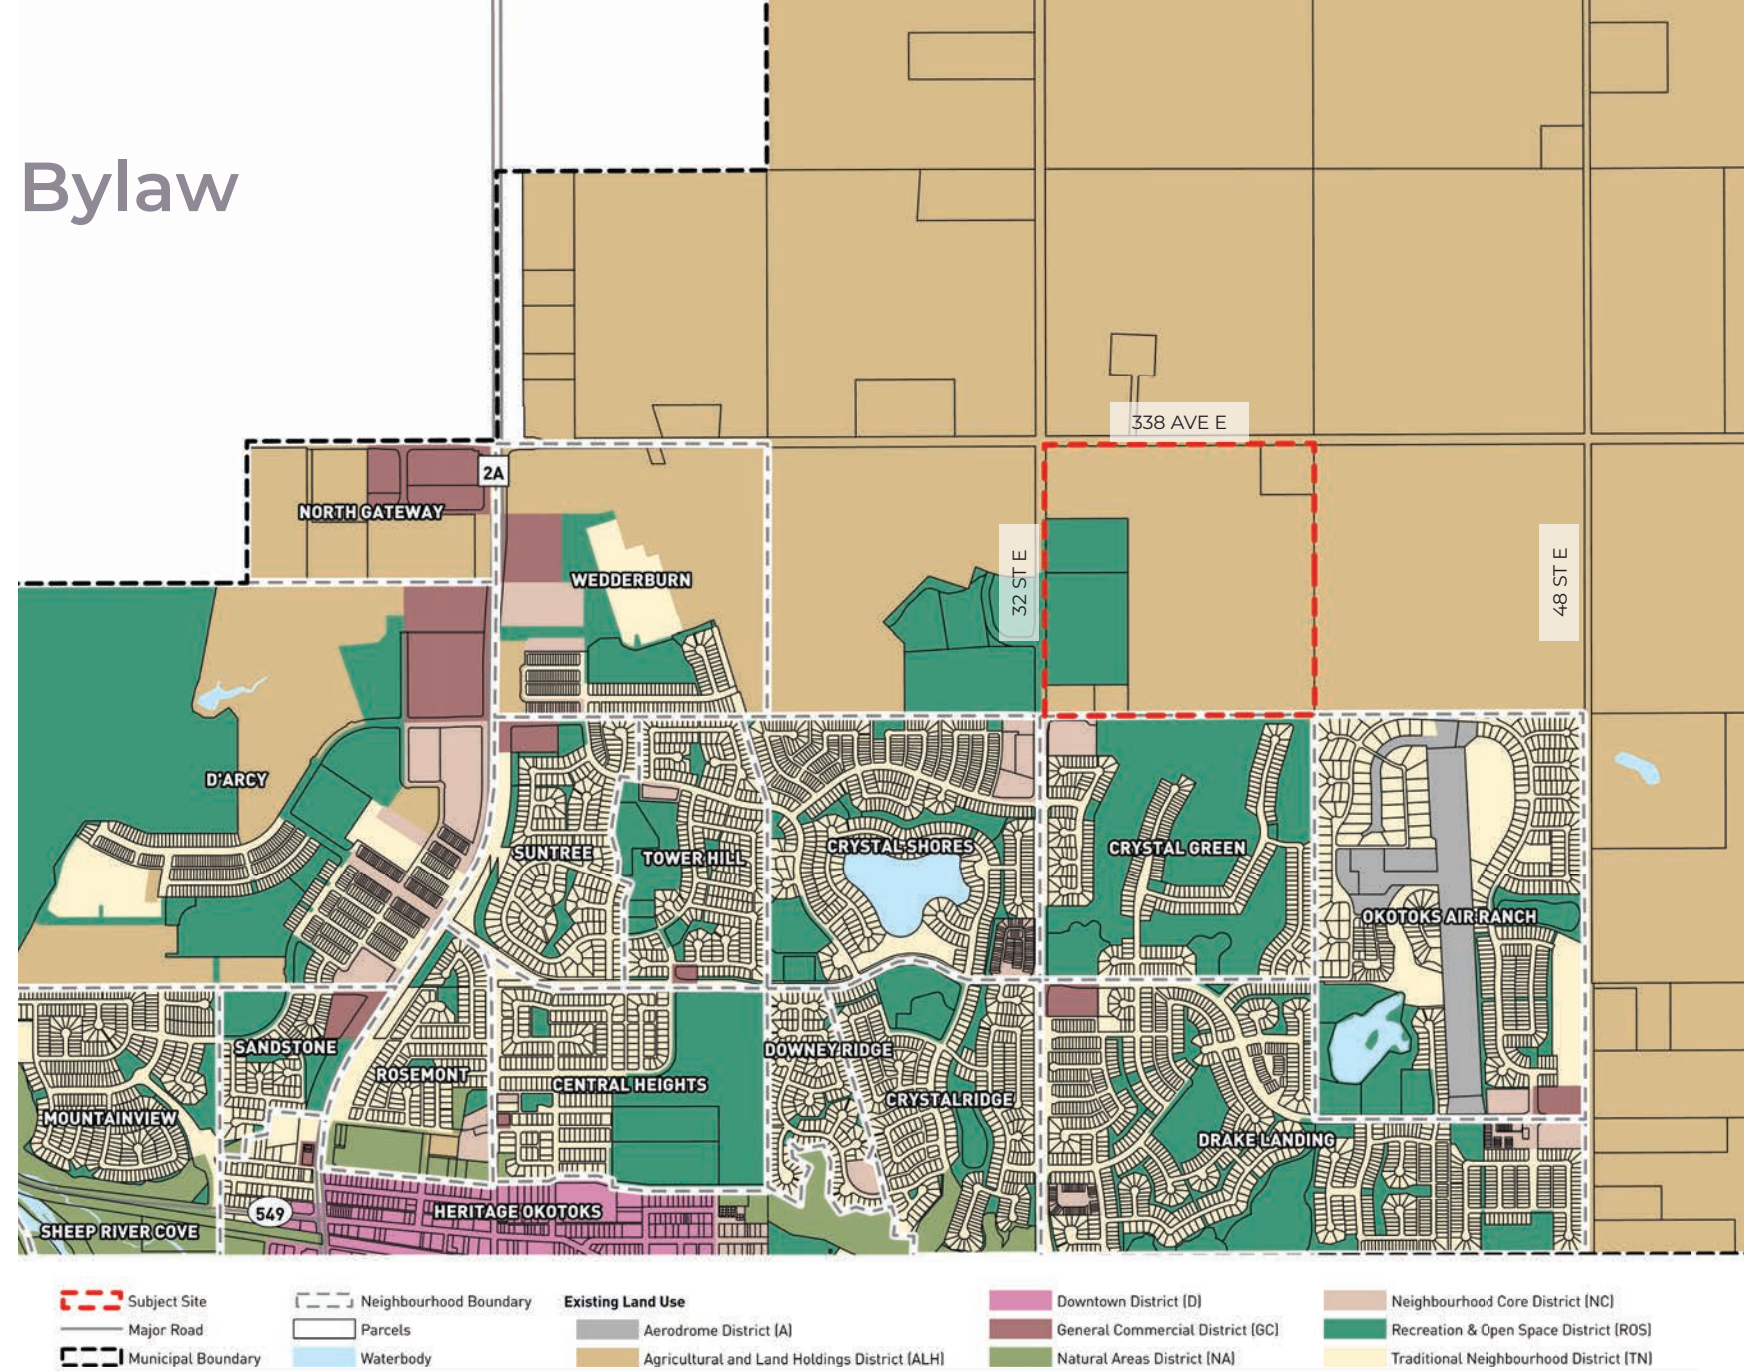 Bylaw
338 AVE E
2A
NORTH GATEWAY
32 ST E
48 ST E
WEDDERBURN
D'ARCY
SUNTREE
TOWER HILL
CRYSTAL SHORES
CRYSTAL GREEN
OKOTOKS AIR RANCH
SANDSTONE
ROSEMONT
CENTRAL HEIGHTS
DOWNEY RIDGE
CRYSTALRIDGE
MOUNTAINVIEW
DRAKE LANDING
549
HERITAGE OKOTOKS
SHEEP RIVER COVE
Subject Site
Major Road
Municipal Boundary
Neighbourhood Boundary
Parcels
Waterbody
Existing Land Use
Aerodrome District (A)
Agricultural and Land Holdings District (ALH)
Downtown District (D)
General Commercial District (GC)
Natural Areas District (NA)
Neighbourhood Core District (NC)
Recreation & Open Space District (ROS)
Traditional Neighbourhood District (TN)